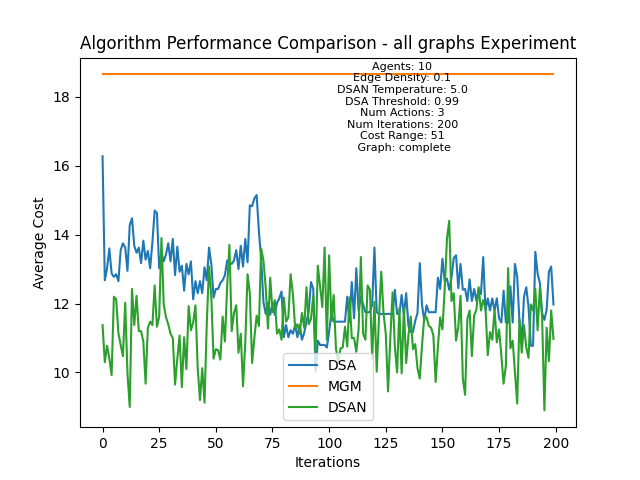 Algorithm Performance Comparison - all graphs Experiment
Agents: 10
Edge Density: 0.1
DSAN Temperature: 5.0
DSA Threshold: 0.99
Num Actions: 3
Num Iterations: 200
Cost Range: 51
Graph: complete
Average Cost
18
16
14
12
10
DSA
MGM
DSAN
0 25 50 75 100 125 150 175 200
Iterations